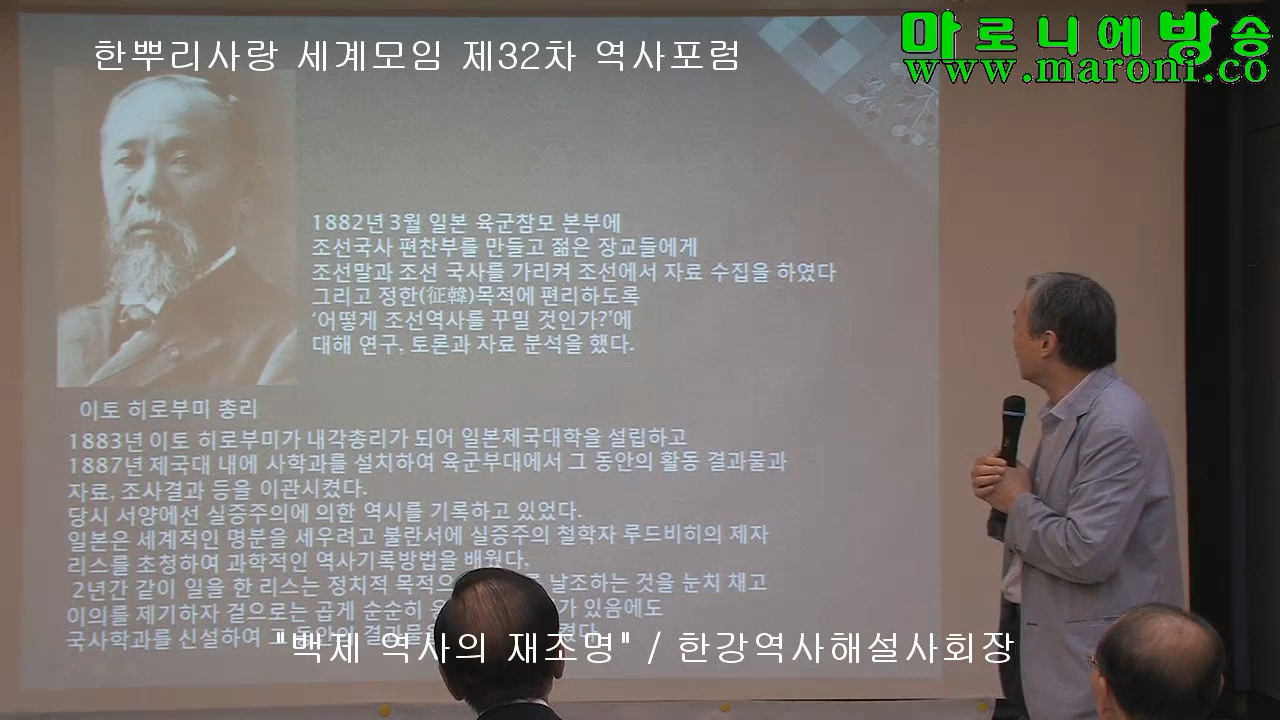 한뿌리사랑 세계모임 제32차 역사포럼
마로니에방송
www.maroni.co
1882년 3월 일본 육군참모 본부에
조선국사 편찬부를 만들고 젊은 장교들에게
조선말과 조선 국사를 가리켜 조선에서 자료 수집을 하였다
그리고 정한(征韓)목적에 편리하도록
‘어떻게 조선역사를 꾸밀 것인가?’에
대해 연구, 토론과 자료 분석을 했다.
이토 히로부미 총리
1883년 이토 히로부미가 내각총리가 되어 일본제국대학을 설립하고
1887년 제국대 내에 사학과를 설치하여 육군부대에서 그 동안의 활동 결과물과
자료, 조사결과 등을 이관시켰다.
당시 서양에선 실증주의에 의한 역시를 기록하고 있었다.
일본은 세계적인 명분을 세우려고 불란서에 실증주의 철학자 루드비히의 제자
리스를 초청하여 과학적인 역사기록방법을 배원다.
2년간 같이 일을 한 리스는 정치적 목적으 날조하는 것을 눈치 채고
이의를 제기하자 겉으로는 곱게 순순히 가 있음에도
국사학과를 신설하여
"백제 역사의 재조명" / 한강역사해설사회장